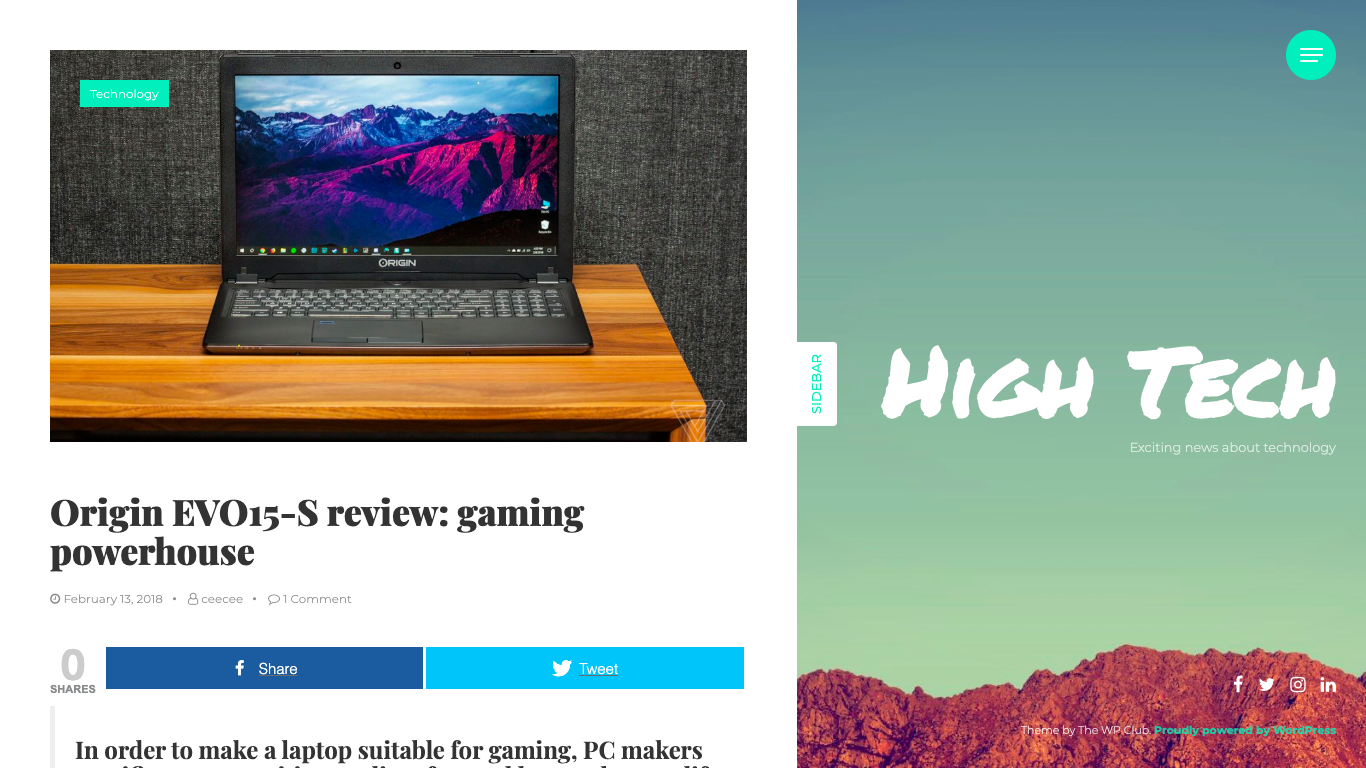 Technology
ORIGIN
Origin EVO15-S review: gaming
powerhouse
February 13, 2018 • ceecee • 1 Comment
0
SHARES
Share
Tweet
In order to make a laptop suitable for gaming, PC makers
SIDEBAR
High Tech
Exciting news about technology
Theme by The WP Club. Proudly powered by WordPress